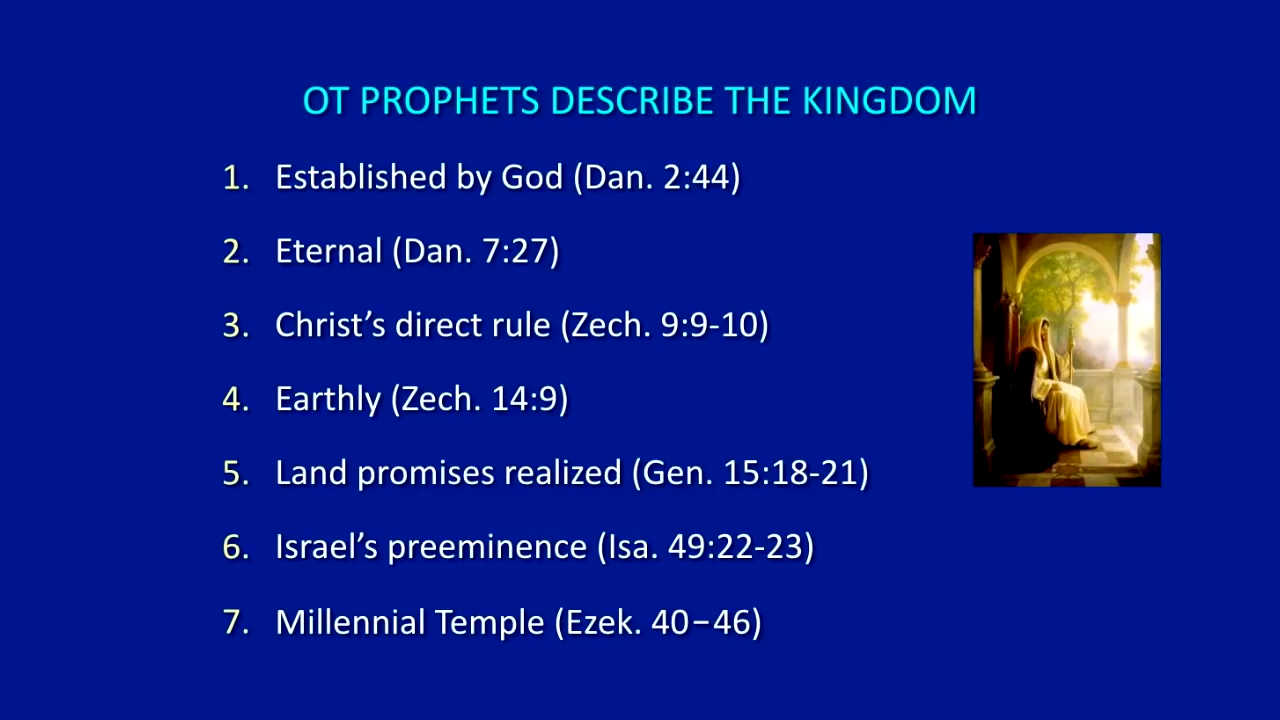 OT PROPHETS DESCRIBE THE KINGDOM
1. Established by God (Dan. 2:44)
2. Eternal (Dan. 7:27)
3. Christ’s direct rule (Zech. 9:9-10)
4. Earthly (Zech. 14:9)
5. Land promises realized (Gen. 15:18-21)
6. Israel’s preeminence (Isa. 49:22-23)
7. Millennial Temple (Ezek. 40–46)